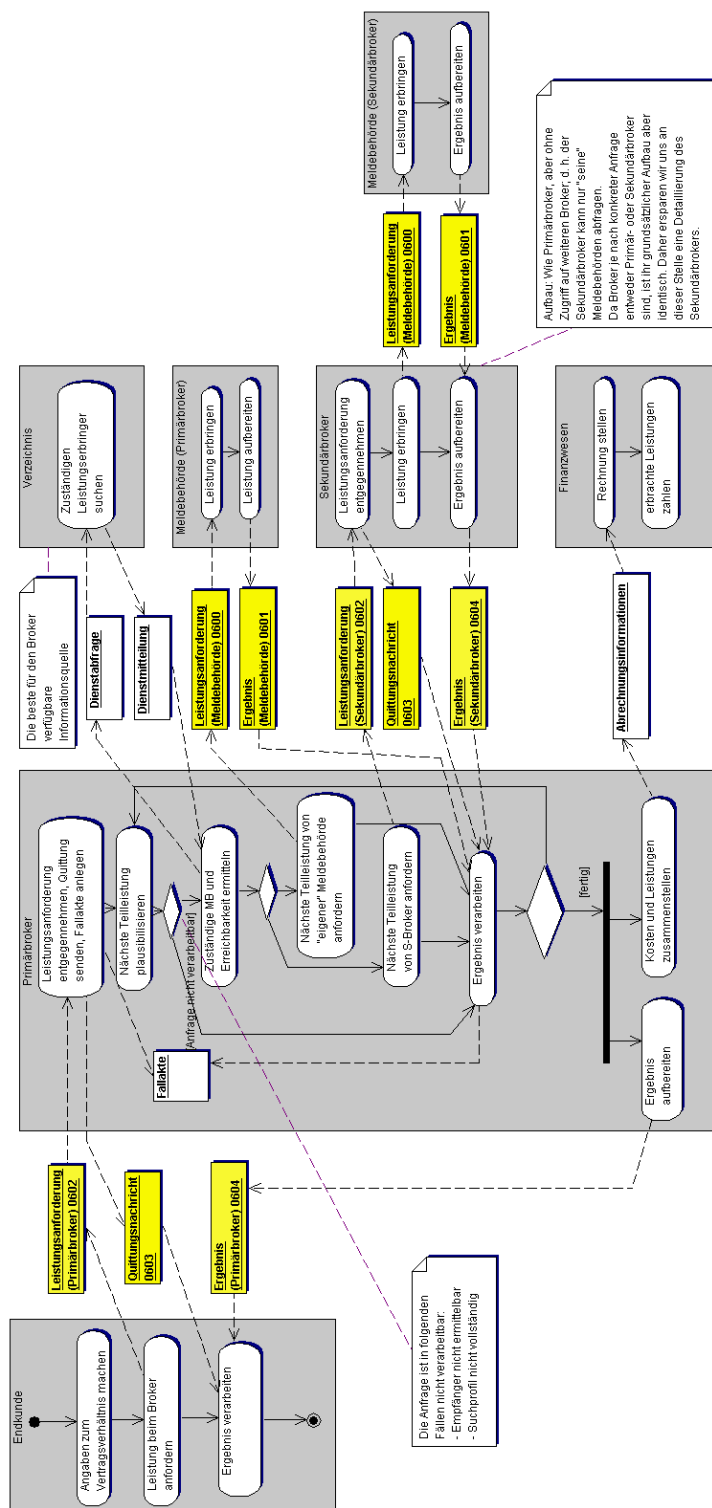 Endkunde
Angaben zum
Vertragsverhältnis machen
Leistung beim Broker
anfordern
Ergebnis verarbeiten
Leistungsanforderung
(Primärbroker) 0602
Quittungsnachricht
0603
Ergebnis
(Primärbroker) 0604
Die Anfrage ist in folgenden
Fällen nicht verarbeitbar:
- Empfänger nicht ermittelbar
- Suchprofil nicht vollständig
Primärbroker
Leistungsanforderung
entgegennehmen, Quittung
senden, Fallakte anlegen
Nächste Teilleistung
plausibilisieren
Anfrage nicht verarbeitbar]
Fallakte
Zuständige MB und
Erreichbarkeit ermitteln
Nächste Teilleistung von
"eigener" Meldebehörde
anfordern
Nächste Teilleistung
von S-Broker anfordern
Ergebnis verarbeiten
[fertig]
Ergebnis
aufbereiten
Kosten und Leistungen
zusammenstellen
Die beste für den Broker
verfügbare
Informationsquelle
Dienstabfrage
Dienstmitteilung
Leistungsanforderung
(Meldebehörde) 0600
Ergebnis
(Meldebehörde) 0601
Leistungsanforderung
(Sekundärbroker) 0602
Quittungsnachricht
0603
Ergebnis
(Sekundärbroker) 0604
Abrechnungsinformationen
Verzeichnis
Zuständigen
Leistungserbringer
suchen
Meldebehörde (Primärbroker)
Leistung erbringen
Leistung aufbereiten
Sekundärbroker
Leistungsanforderung
entgegennehmen
Leistung erbringen
Ergebnis aufbereiten
Finanzwesen
Rechnung stellen
erbrachte Leistungen
zahlen
Leistungsanforderung
(Meldebehörde) 0600
Ergebnis
(Meldebehörde) 0601
Meldebehörde (Sekundärbroker)
Leistung erbringen
Ergebnis aufbereiten
Aufbau: Wie Primärbroker, aber ohne
Zugriff auf weiteren Broker; d. h. der
Sekundärbroker kann nur "seine"
Meldebehörden abfragen.
Da Broker je nach konkreter Anfrage
entweder Primär- oder Sekundärbroker
sind, ist ihr grundsätzlicher Aufbau aber
identisch. Daher ersparen wir uns an
dieser Stelle eine Detaillierung des
Sekundärbrokers.